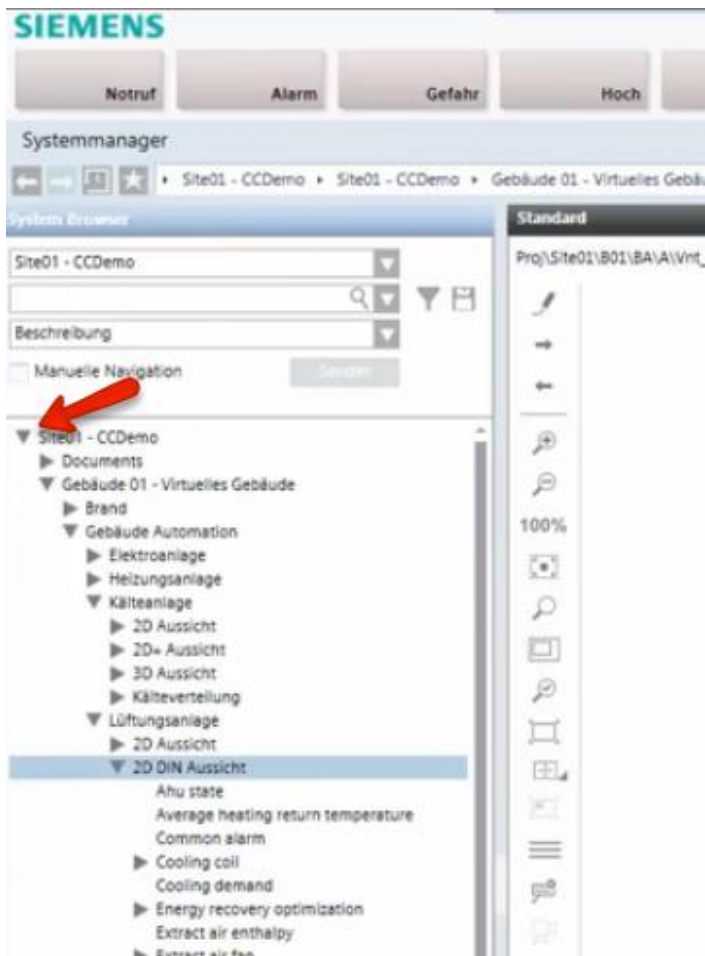 SIEMENS
Notruf Alarm Gefahr Hoch
Systemmanager
Site01 - CCDemo Site01 - CCDemo Gebäude 01 - Virtuelles Gebäu
System Browser
Standard
Site01 - CCDemo
Proj\Site01\B01\BA\A\Vnt_
Beschreibung
Manuelle Navigation
Senden
Site01 - CCDemo
Documents
Gebäude 01 - Virtuelles Gebäude
Brand
Gebäude Automation
100%
Elektroanlage
Heizungsanlage
Kälteanlage
2D Aussicht
2D+ Aussicht
3D Aussicht
Kälteverteilung
Lüftungsanlage
2D Aussicht
2D DIN Aussicht
Ahu state
Average heating return temperature
Common alarm
Cooling coil
Cooling demand
Energy recovery optimization
Extract air enthalpy
Extract air fan